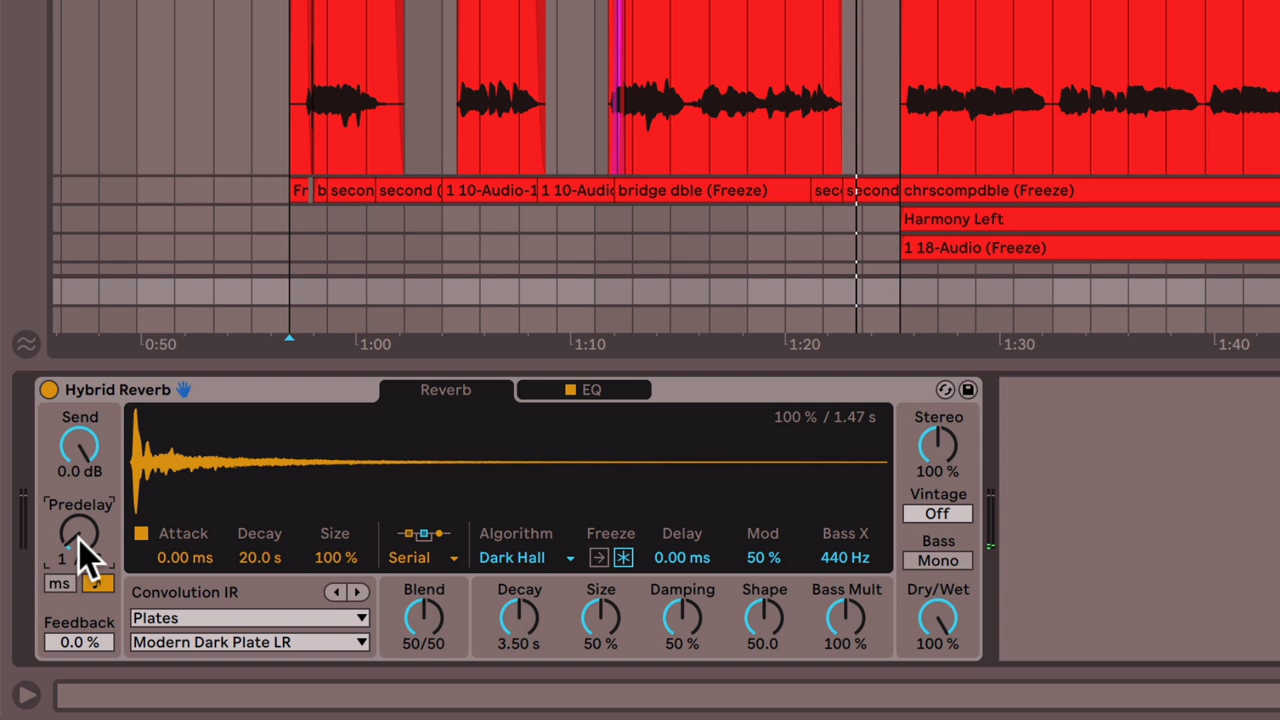 Fr b secon second ( 1 10-Audio-1 1 10-Audio bridge dble (Freeze) seco second chrscompdble (Freeze)
Harmony Left
1 18-Audio (Freeze)
0:50 1:00 1:10 1:20 1:30 1:40
Hybrid Reverb Reverb EQ
Send 100 % / 1.47 s Stereo
0.0 dB 100 %
Predelay Vintage
Off
Attack Decay Size Algorithm Freeze Delay Mod Bass X
0.00 ms 20.0 s 100 % Serial Dark Hall 0.00 ms 50 % 440 Hz
1
Bass
Mono
ms
Convolution IR Blend Decay Size Damping Shape Bass Mult Dry/Wet
Feedback Plates
0.0 % Modern Dark Plate LR 50/50 3.50 s 50 % 50 % 50.0 100 % 100 %